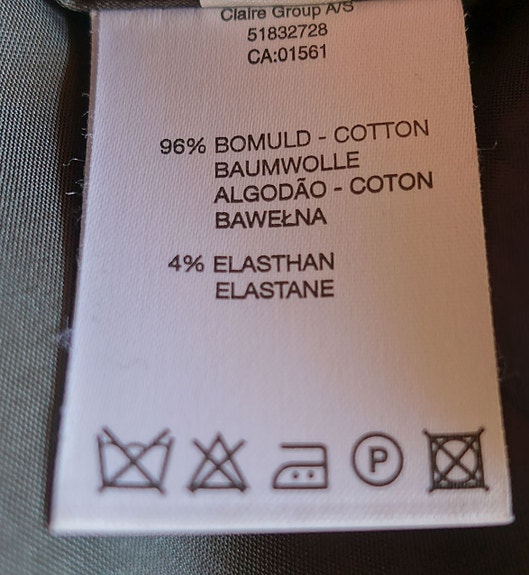 Claire Group A/S
51832728
CA:01561
96% BOMULD - COTTON
BAUMWOLLE
ALGODÃO - COTON
BAWEŁNA
4% ELASTHAN
ELASTANE
P